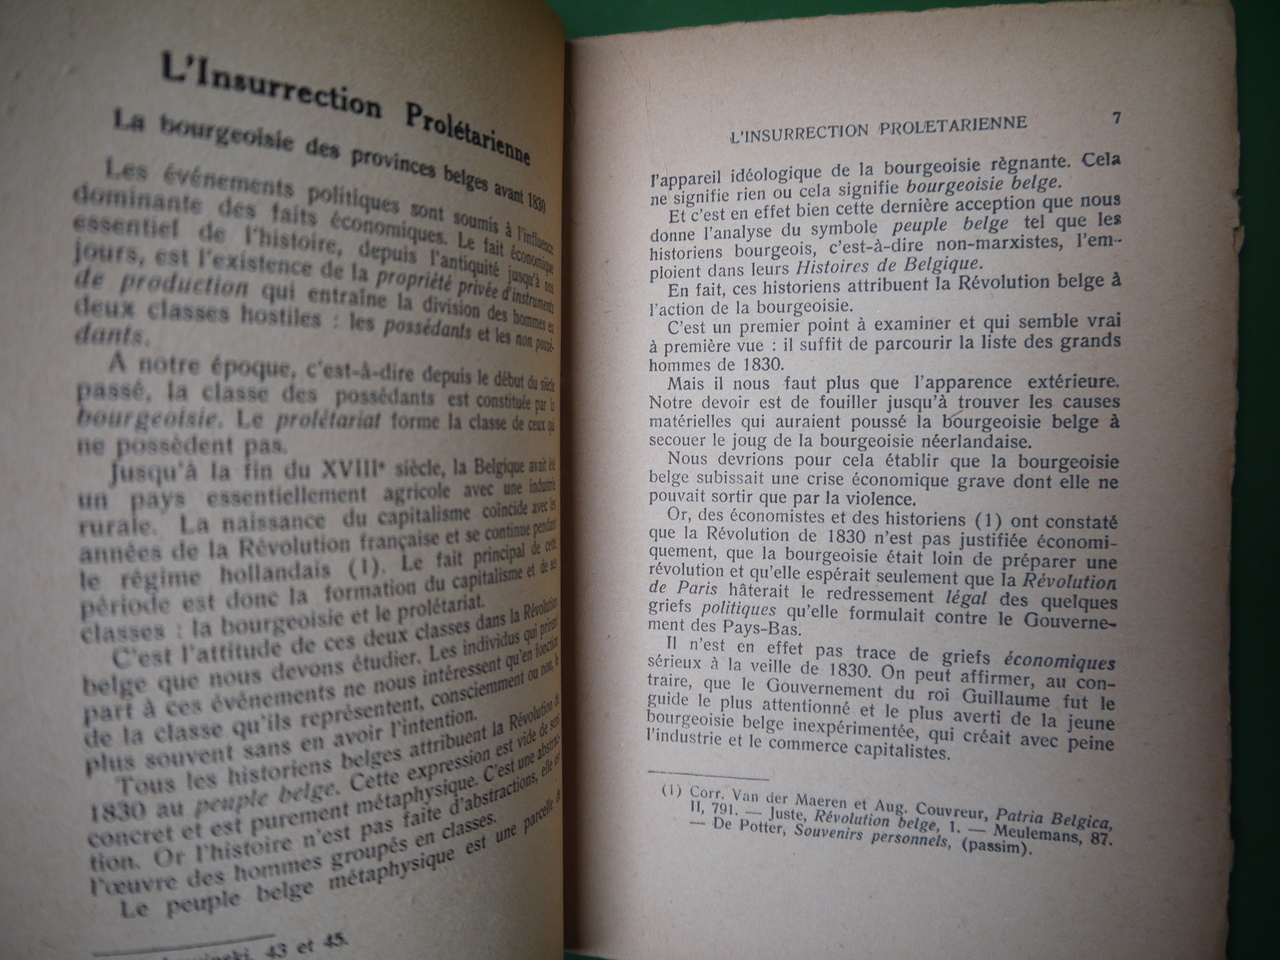 L'Insurrection Prolétarienne
La bourgeoisie des provinces belges avant 1830
Les événements politiques sont soumis à l'influence
dominante des faits économiques. Le fait économique
essentiel de l'histoire, depuis l'antiquité jusqu'à nos
jours, est l'existence de la propriété privée d'instruments
de production qui entraîne la division des hommes en
deux classes hostiles : les possédants et les non possé-
dants.
A notre époque, c'est-à-dire depuis le début du siècle
passé, la classe des possédants est constituée par la
bourgeoisie. Le prolétariat forme la classe de ceux qui
ne possèdent pas.
Jusqu'à la fin du XVIIIe siècle, la Belgique avait été
un pays essentiellement agricole avec une industrie
rurale. La naissance du capitalisme coïncide avec les
années de la Révolution française et se continue pendant
le régime hollandais (1). Le fait principal de cette
période est donc la formation du capitalisme et de ses
classes : la bourgeoisie et le prolétariat.
C'est l'attitude de ces deux classes dans la Révolution
belge que nous devons étudier. Les individus qui prirent
part à ces événements ne nous intéressent qu'en fonction
de la classe qu'ils représentent, consciemment ou non, le
plus souvent sans en avoir l'intention.
Tous les historiens belges attribuent la Révolution de
1830 au peuple belge. Cette expression est vide de sens
concret et est purement métaphysique. C'est une abstrac-
tion. Or l'histoire n'est pas faite d'abstractions, elle est
l'œuvre des hommes groupés en classes.
Le peuple belge métaphysique est une parcelle de
43 et 45.
L'INSURRECTION PROLETARIENNE 7
l'appareil idéologique de la bourgeoisie règnante. Cela
ne signifie rien ou cela signifie bourgeoisie belge.
Et c'est en effet bien cette dernière acception que nous
donne l'analyse du symbole peuple belge tel que les
historiens bourgeois, c'est-à-dire non-marxistes, l'em-
ploient dans leurs Histoires de Belgique.
En fait, ces historiens attribuent la Révolution belge à
l'action de la bourgeoisie.
C'est un premier point à examiner et qui semble vrai
à première vue : il suffit de parcourir la liste des grands
hommes de 1830.
Mais il nous faut plus que l'apparence extérieure.
Notre devoir est de fouiller jusqu'à trouver les causes
matérielles qui auraient poussé la bourgeoisie belge à
secouer le joug de la bourgeoisie néerlandaise.
Nous devrions pour cela établir que la bourgeoisie
belge subissait une crise économique grave dont elle ne
pouvait sortir que par la violence.
Or, des économistes et des historiens (1) ont constaté
que la Révolution de 1830 n'est pas justifiée économi-
quement, que la bourgeoisie était loin de préparer une
révolution et qu'elle espérait seulement que la Révolution
de Paris hâterait le redressement légal des quelques
griefs politiques qu'elle formulait contre le Gouverne-
ment des Pays-Bas.
Il n'est en effet pas trace de griefs économiques
sérieux à la veille de 1830. On peut affirmer, au con-
traire, que le Gouvernement du roi Guillaume fut le
guide le plus attentionné et le plus averti de la jeune
bourgeoisie belge inexpérimentée, qui créait avec peine
l'industrie et le commerce capitalistes.
(1) Corr. Van der Maeren et Aug. Couvreur, Patria Belgica,
II, 791. — Juste, Révolution belge, 1. — Meulemans, 87.
— De Potter, Souvenirs personnels, (passim).